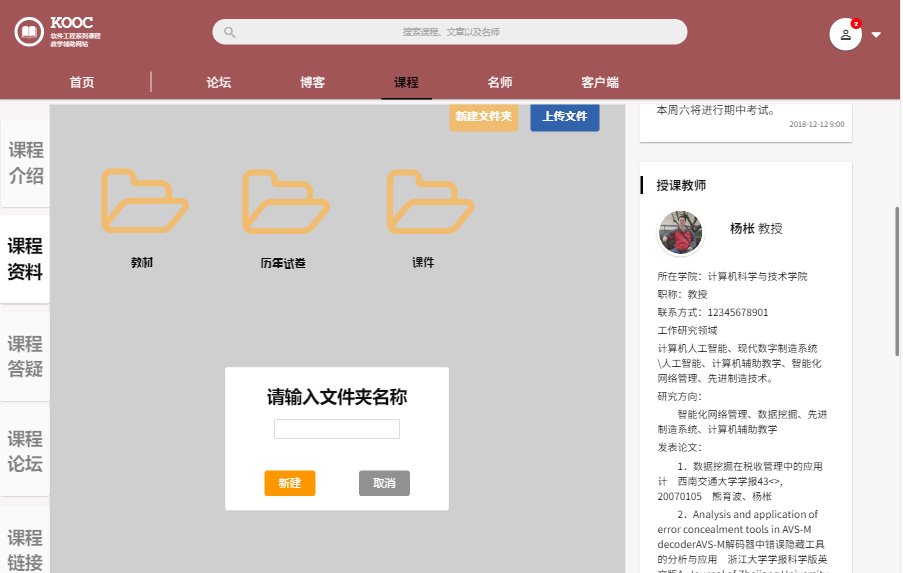 KOOC
软件工程系列课程
教学辅助网站
搜索课程、文章以及名师
2
首页
论坛
博客
课程
名师
客户端
课程
介绍
课程
资料
课程
答疑
课程
论坛
课程
链接
新建文件夹
上传文件
教材
历年试卷
课件
请输入文件夹名称
新建
取消
本周六将进行期中考试。
2018-12-12 9:00
授课教师
杨枨 教授
所在学院：计算机科学与技术学院
职称：教授
联系方式：12345678901
工作研究领域
计算机人工智能、现代数字制造系统
\人工智能、计算机辅助教学、智能化
网络管理、先进制造技术。
研究方向：
智能化网络管理、数据挖掘、先进
制造系统、计算机辅助教学
发表论文：
1．数据挖掘在税收管理中的应用
计　西南交通大学学报43<>,
20070105　熊育波、杨枨
2．Analysis and application of
error concealment tools in AVS-M
decoderAVS-M解码器中错误隐藏工具
的分析与应用　浙江大学学报科学版英